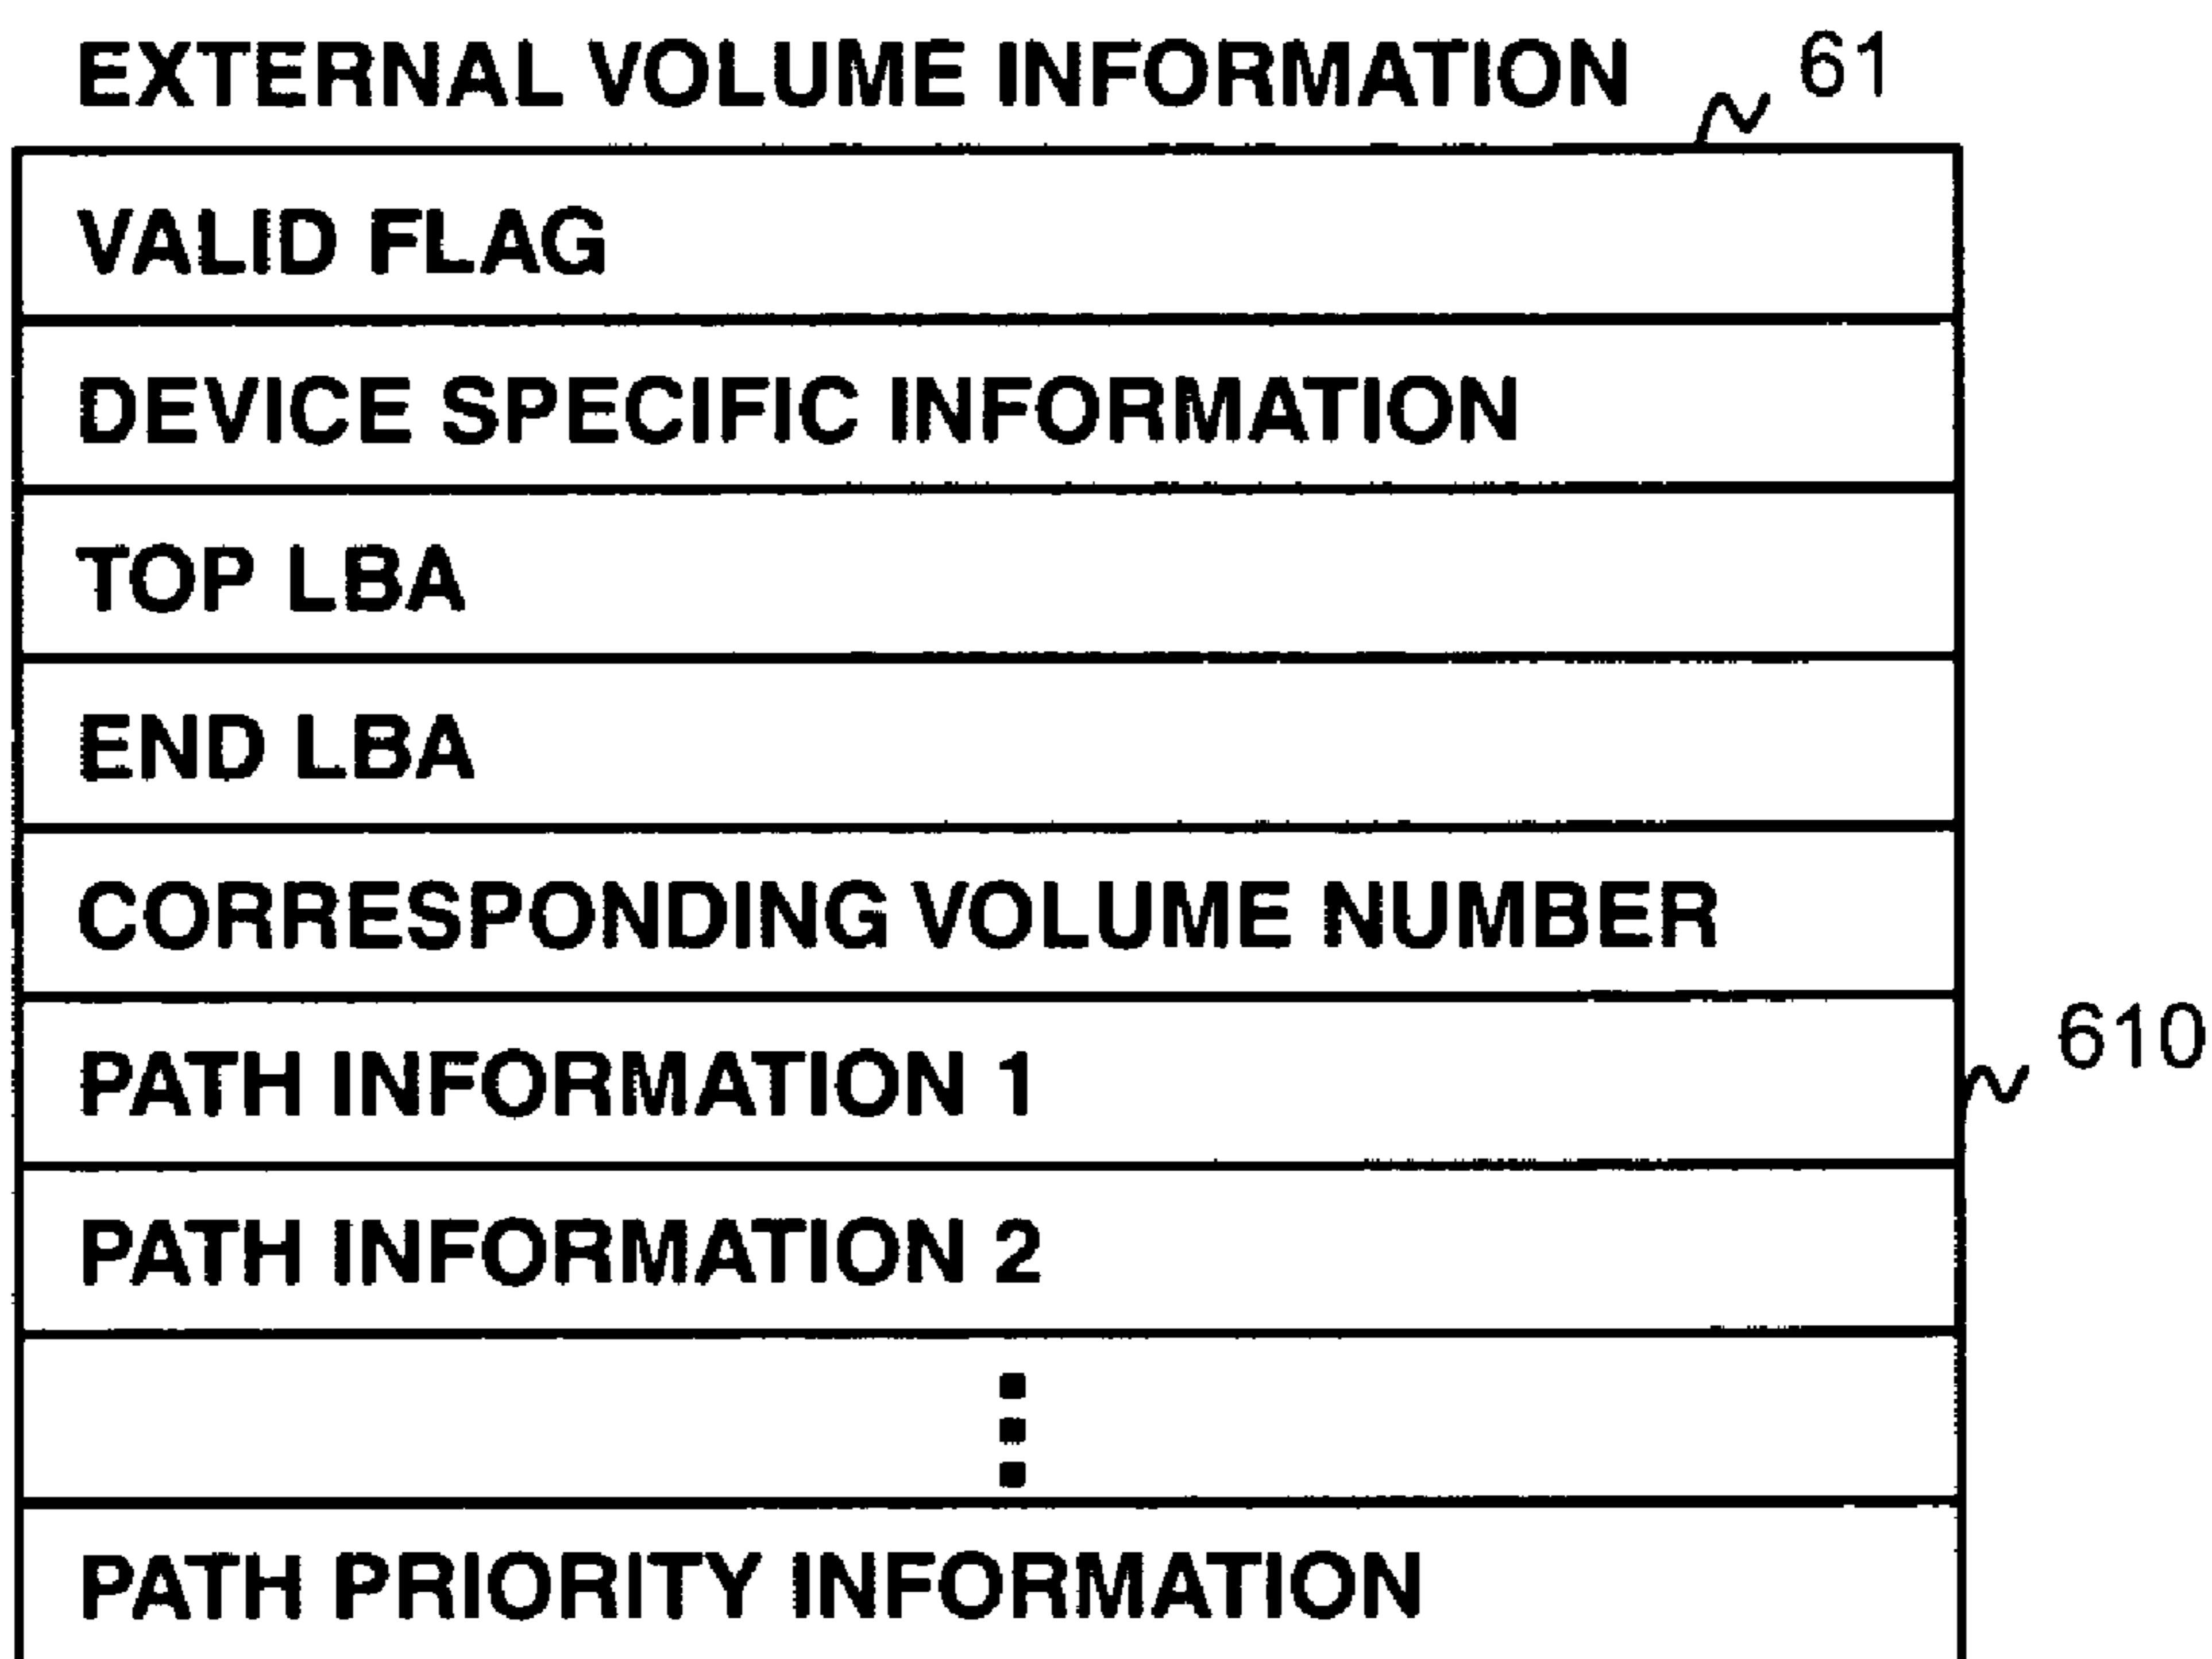 EXTERNAL VOLUME INFORMATION 61
VALID FLAG
DEVICE SPECIFIC INFORMATION
TOP LBA
END LBA
CORRESPONDING VOLUME NUMBER
PATH INFORMATION 1 610
PATH INFORMATION 2
PATH PRIORITY INFORMATION